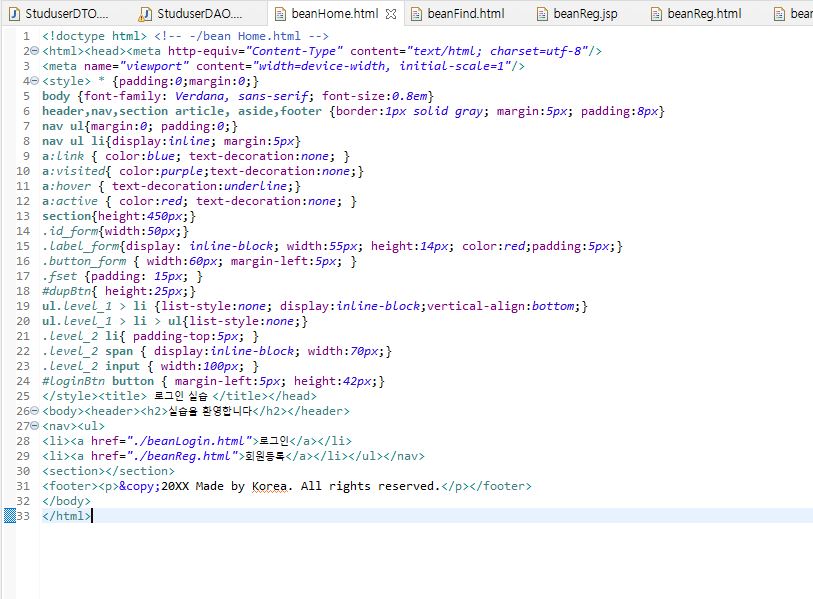 StuduserDTO.... StuduserDAO.... beanHome.html beanFind.html beanReg.jsp beanReg.html bear
1 <!doctype html> <!-- -/bean Home.html -->
2 <html><head><meta http-equiv="Content-Type" content="text/html; charset=utf-8"/>
3 <meta name="viewport" content="width=device-width, initial-scale=1"/>
4 <style> * {padding:0;margin:0;}
5 body {font-family: Verdana, sans-serif; font-size:0.8em}
6 header,nav,section article, aside,footer {border:1px solid gray; margin:5px; padding:8px}
7 nav ul{margin:0; padding:0;}
8 nav ul li{display:inline; margin:5px}
9 a:link { color:blue; text-decoration:none; }
10 a:visited{ color:purple;text-decoration:none;}
11 a:hover { text-decoration:underline;}
12 a:active { color:red; text-decoration:none; }
13 section{height:450px;}
14 .id_form{width:50px;}
15 .label_form{display: inline-block; width:55px; height:14px; color:red;padding:5px;}
16 .button_form { width:60px; margin-left:5px; }
17 .fset {padding: 15px; }
18 #dupBtn{ height:25px;}
19 ul.level_1 > li {list-style:none; display:inline-block;vertical-align:bottom;}
20 ul.level_1 > li > ul{list-style:none;}
21 .level_2 li{ padding-top:5px; }
22 .level_2 span { display:inline-block; width:70px;}
23 .level_2 input { width:100px; }
24 #loginBtn button { margin-left:5px; height:42px;}
25 </style><title> 로그인 실습 </title></head>
26 <body><header><h2>실습을 환영합니다</h2></header>
27 <nav><ul>
28 <li><a href="./beanLogin.html">로그인</a></li>
29 <li><a href="./beanReg.html">회원등록</a></li></ul></nav>
30 <section></section>
31 <footer><p>&copy;20XX Made by Korea. All rights reserved.</p></footer>
32 </body>
33 </html>